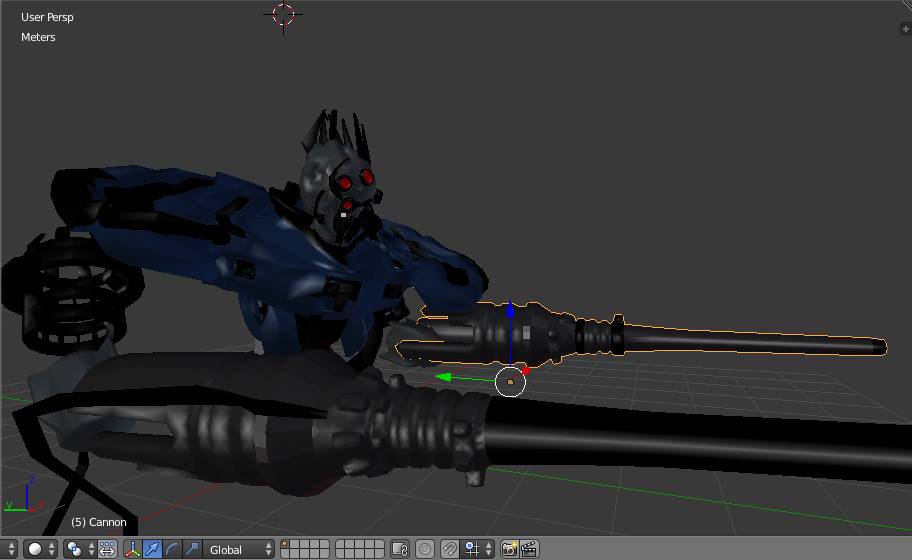 User Persp
Meters
z
y
x
(5) Cannon
Global